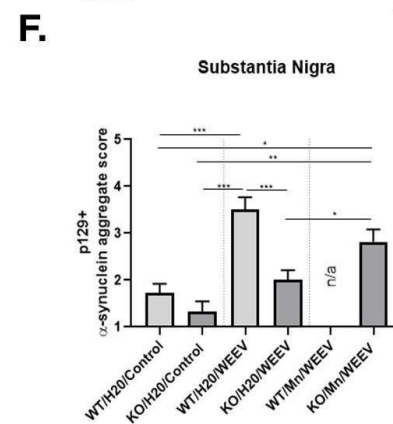 F.
Substantia Nigra
p129+
α-synuclein aggregate score
5
4
3
2
1
***
*
**
*** ***
*
n/a
WT/H20/Control
KO/H20/Control
WT/H20/WEEV
KO/H20/WEEV
WT/Mn/WEEV
KO/Mn/WEEV